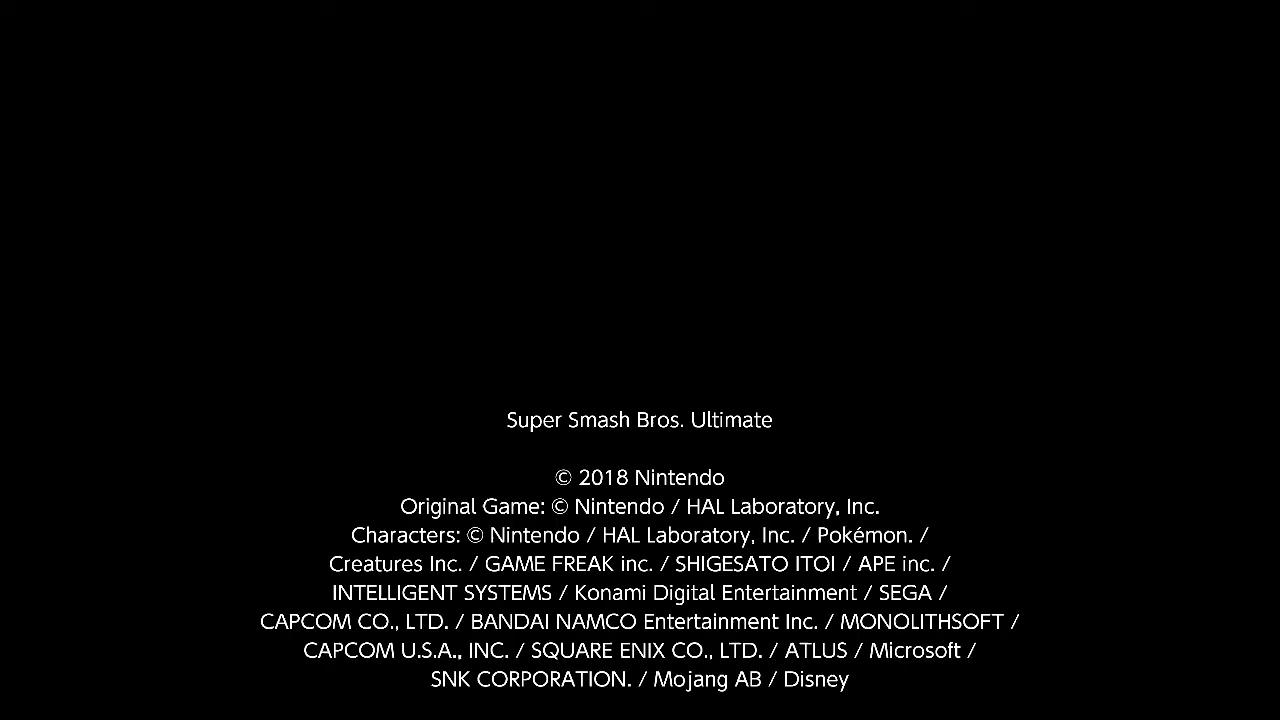 Super Smash Bros. Ultimate
© 2018 Nintendo
Original Game: © Nintendo / HAL Laboratory, Inc.
Characters: © Nintendo / HAL Laboratory, Inc. / Pokémon. /
Creatures Inc. / GAME FREAK inc. / SHIGESATO ITOI / APE inc. /
INTELLIGENT SYSTEMS / Konami Digital Entertainment / SEGA /
CAPCOM CO., LTD. / BANDAI NAMCO Entertainment Inc. / MONOLITHSOFT /
CAPCOM U.S.A., INC. / SQUARE ENIX CO., LTD. / ATLUS / Microsoft /
SNK CORPORATION. / Mojang AB / Disney